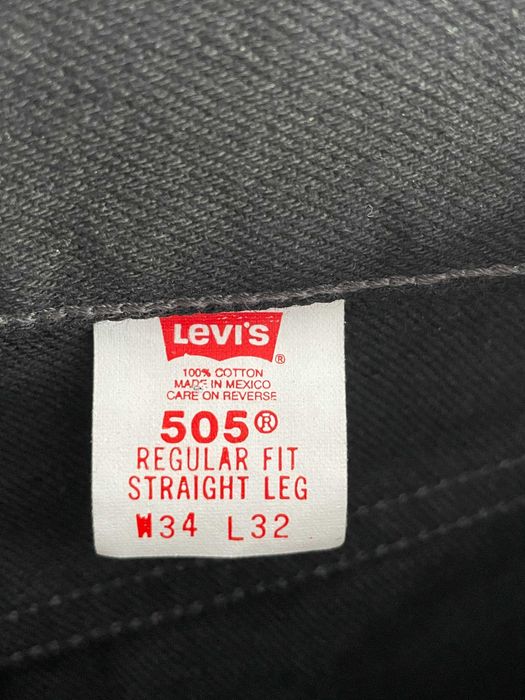 Levi's
®
100% COTTON
MADE IN MEXICO
CARE ON REVERSE
505®
REGULAR FIT
STRAIGHT LEG
W34 L32